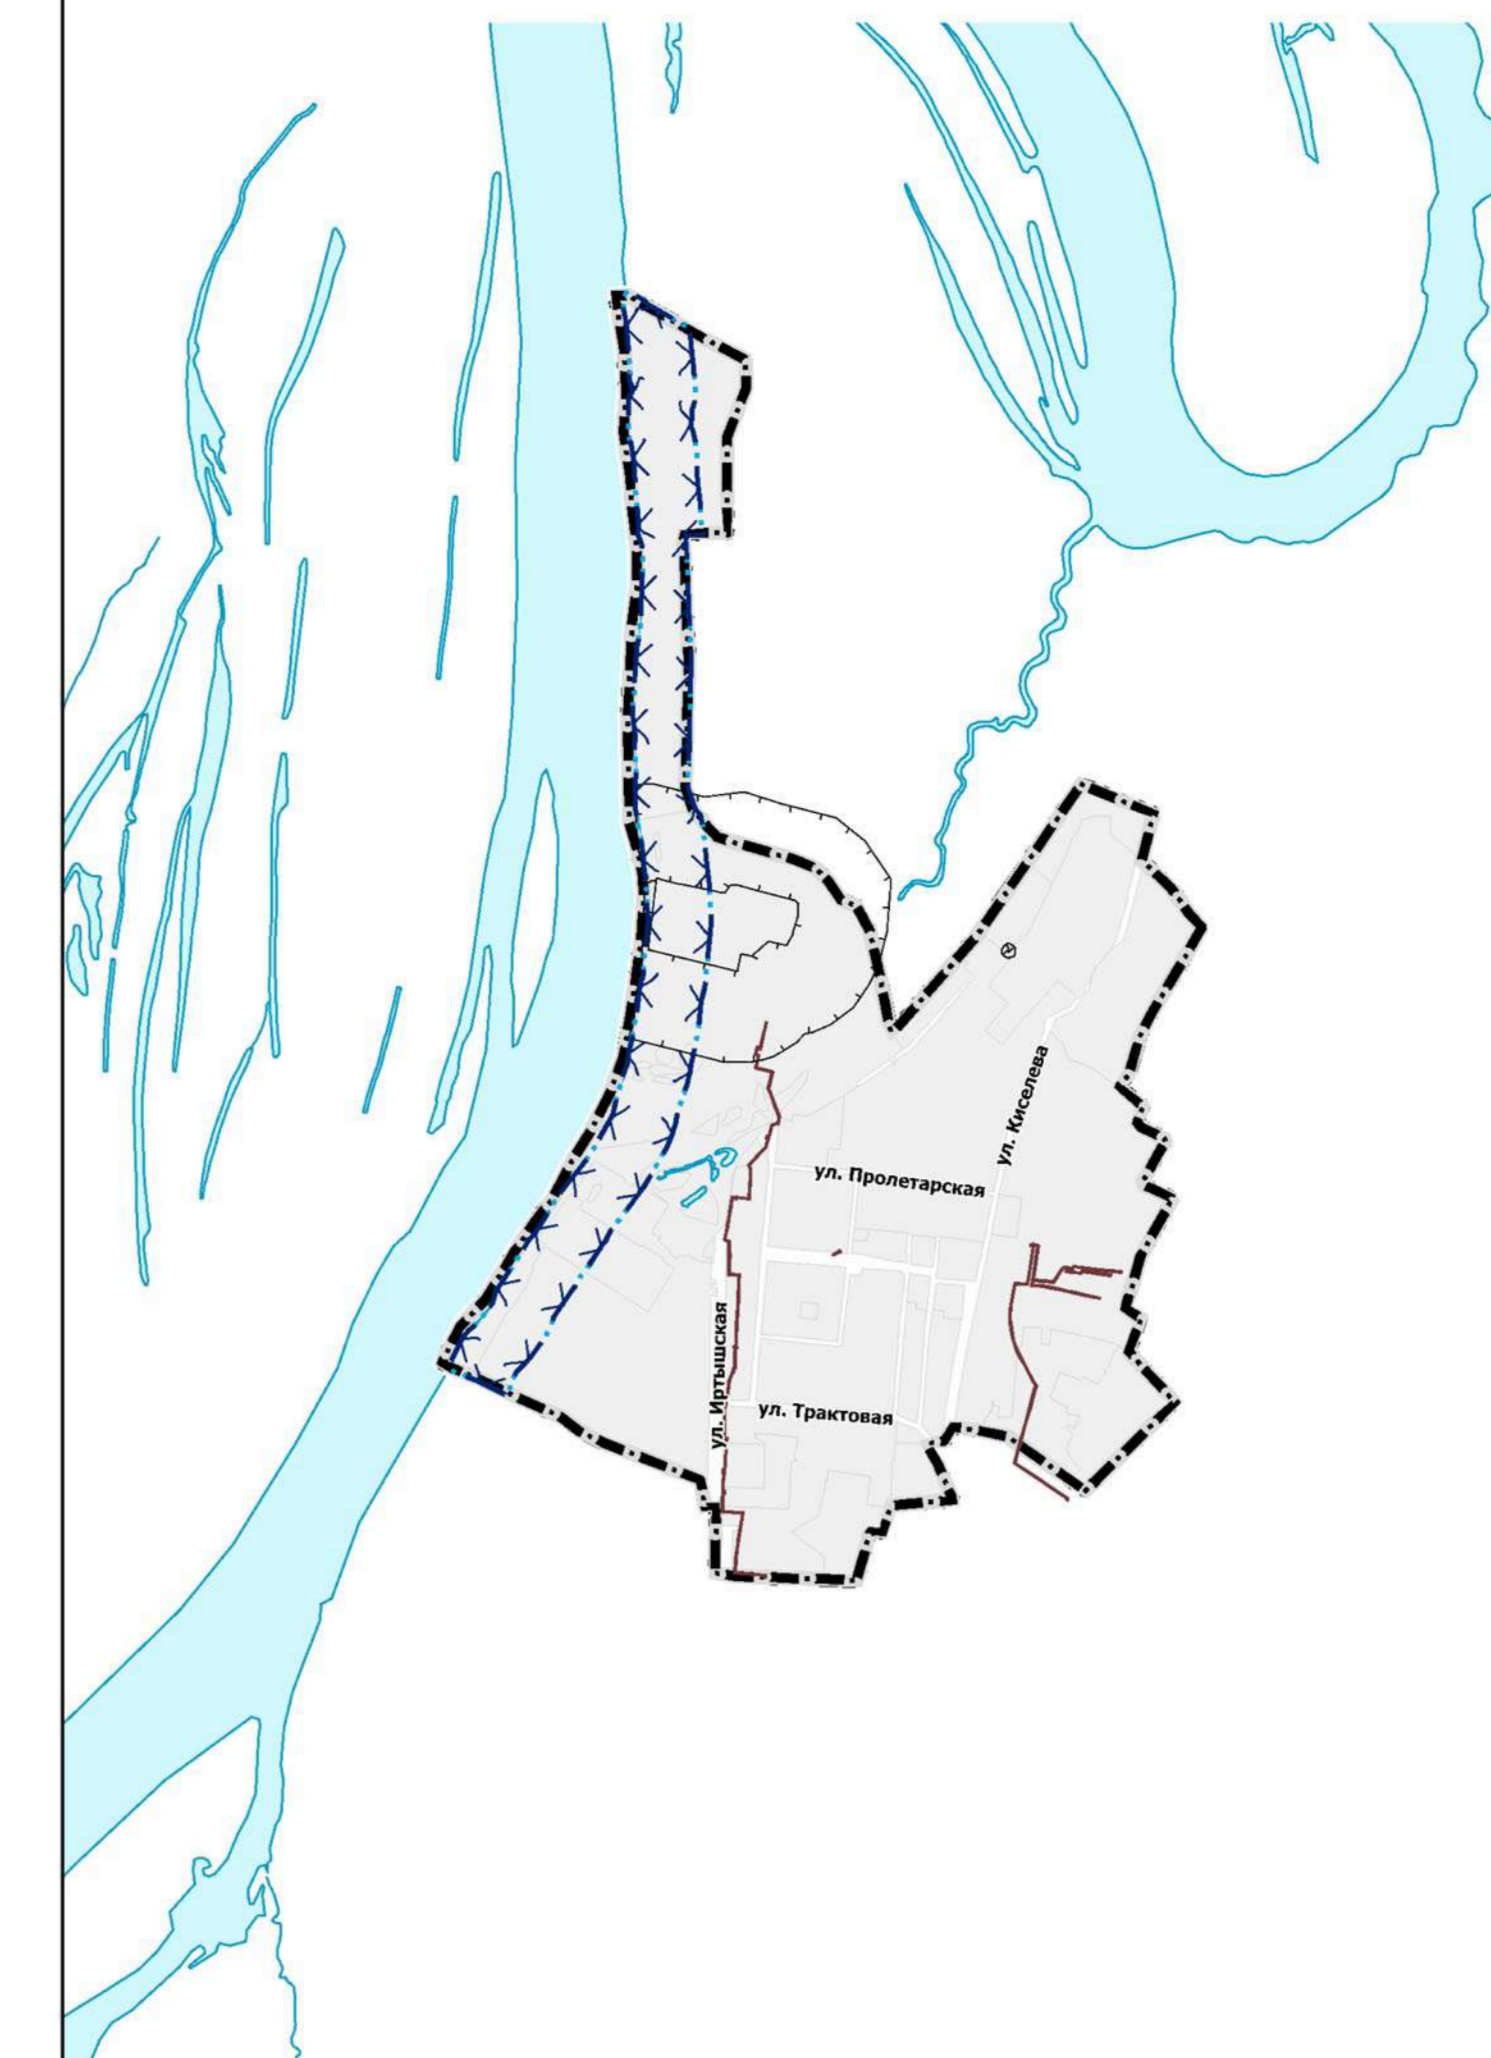 ул. Киселева
ул. Пролетарская
ул. Иртышская
ул. Трактовая